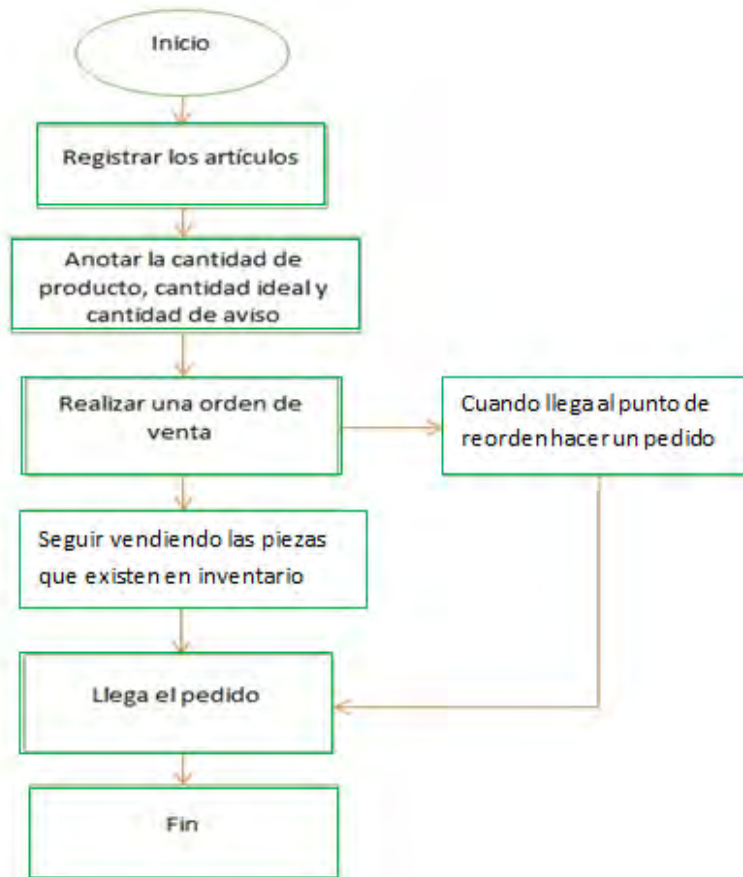 Inicio
Registrar los artículos
Anotar la cantidad de
producto, cantidad ideal y
cantidad de aviso
Realizar una orden de
venta
Cuando llega al punto de
reorden hacer un pedido
Seguir vendiendo las piezas
que existen en inventario
Llega el pedido
Fin